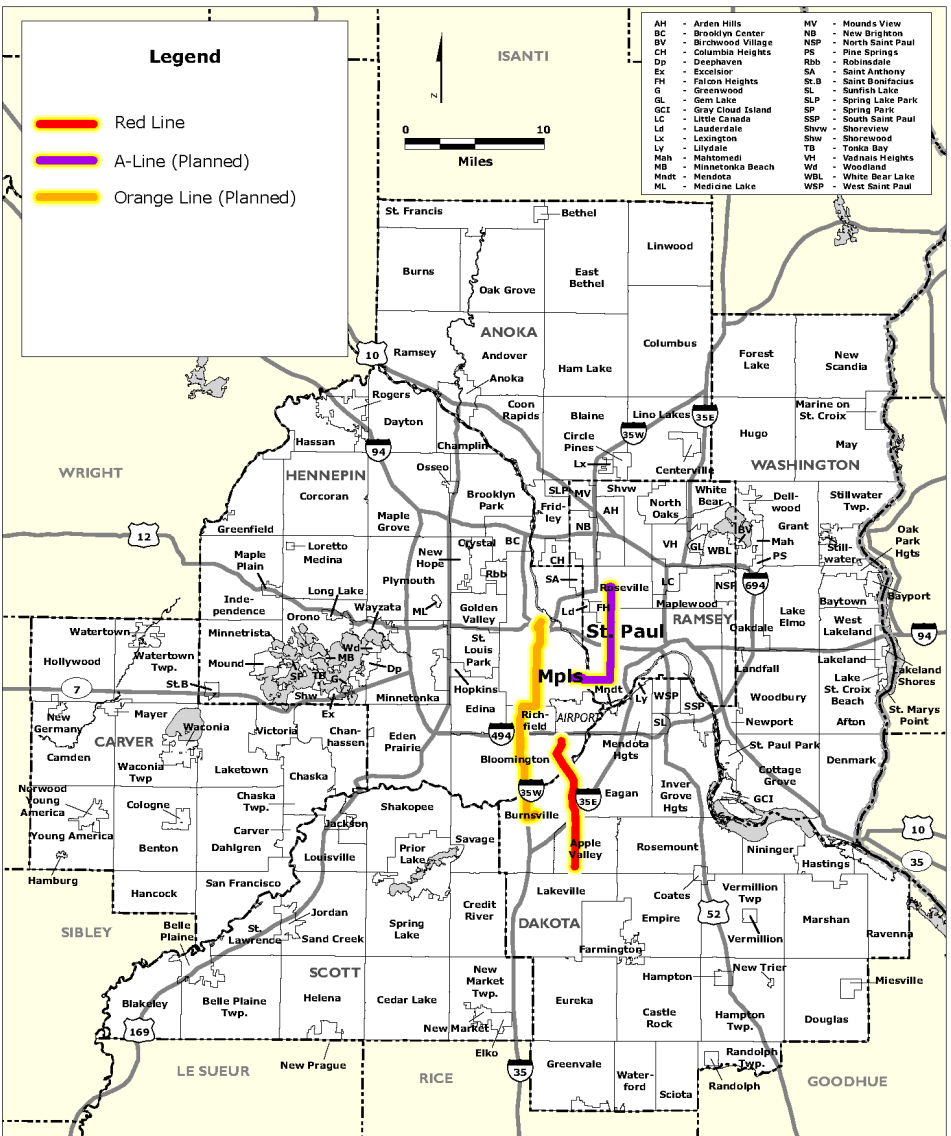 Legend
Red Line
A-Line (Planned)
Orange Line (Planned)
ISANTI
N
0 10
Miles
AH - Arden Hills
BC - Brooklyn Center
BV - Birchwood Village
CH - Columbia Heights
Dp - Deephaven
Ex - Excelsior
FH - Falcon Heights
G - Greenwood
GL - Gem Lake
GCI - Gray Cloud Island
LC - Little Canada
Ld - Lauderdale
Lx - Lexington
Ly - Lilydale
Mah - Mahtomedi
MB - Minnetonka Beach
Mndt - Mendota
ML - Medicine Lake
MV - Mounds View
NB - New Brighton
NSP - North Saint Paul
PS - Pine Springs
Rbb - Robinsdale
SA - Saint Anthony
St.B - Saint Bonifacius
SL - Sunfish Lake
SLP - Spring Lake Park
SP - Spring Park
SSP - South Saint Paul
Shvw - Shoreview
Shw - Shorewood
TB - Tonka Bay
VH - Vadnais Heights
Wd - Woodland
WBL - White Bear Lake
WSP - West Saint Paul
St. Francis
Bethel
Linwood
Burns
East
Bethel
Oak Grove
ANOKA
Columbus
Ramsey
10
Andover
Ham Lake
Forest
Lake
New
Scandia
Anoka
Rogers
Coon
Rapids
Dayton
Blaine
Lino Lakes
35E
Marine on
St. Croix
Hassan
94
Champlin
Circle
Pines
35W
Hugo
May
Lx
Centerville
WASHINGTON
WRIGHT
HENNEPIN
Osseo
Corcoran
Brooklyn
Park
SLP
MV
Shvw
North
Oaks
White
Bear
Dell-
wood
Stillwater
Twp.
Maple
Grove
Frid-
ley
AH
Greenfield
NB
BV
Grant
Oak
Park
Hgts
12
Loretto
Medina
Crystal
BC
VH
GL
WBL
Mah
PS
Still-
water
Maple
Plain
New
Hope
CH
Plymouth
Rbb
SA
Roseville
LC
NSP
694
Long Lake
Bayport
Inde-
pendence
Wayzata
ML
Golden
Valley
Ld
FH
Maplewood
Lake
Elmo
Baytown
Orono
RAMSEY
Oakdale
West
Lakeland
94
Watertown
Minnetrista
St.
Louis
Park
St. Paul
Hollywood
Watertown
Twp.
Mound
Wd
MB
Dp
Lakeland
Lakeland
Shores
Landfall
SP
TB
G
Mpls
Lake
St. Croix
Beach
7
St.B
Shw
Minnetonka
Hopkins
Mndt
Ly
WSP
Woodbury
New
Germany
Mayer
Ex
Edina
SSP
St. Marys
Point
Waconia
Victoria
Chan-
hassen
Rich-
field
AIRPORT
SL
Newport
Afton
CARVER
Eden
Prairie
494
Mendota
Hgts
St. Paul Park
Camden
Waconia
Twp
Laketown
Chaska
Bloomington
Cottage
Grove
Denmark
Norwood
Young
America
Cologne
Chaska
Twp.
Shakopee
35W
35E
Eagan
Inver
Grove
Hgts
GCI
Burnsville
10
Young America
Carver
Jackson
Savage
Benton
Dahlgren
Louisville
Prior
Lake
Apple
Valley
Rosemount
Nininger
35
Hastings
Hamburg
Hancock
San Francisco
Lakeville
Coates
Vermillion
Twp
Credit
River
Jordan
DAKOTA
Empire
52
Marshan
SIBLEY
Belle
Plaine
St.
Lawrence
Sand Creek
Spring
Lake
Farmington
Vermillion
Ravenna
SCOTT
New
Market
Twp.
Hampton
New Trier
Miesville
Blakeley
Belle Plaine
Twp.
Helena
Cedar Lake
Eureka
Castle
Rock
Hampton
Twp.
Douglas
169
New Market
Elko
New Prague
LE SUEUR
RICE
35
Greenvale
Water-
ford
Sciota
Randolph
Twp.
Randolph
GOODHUE